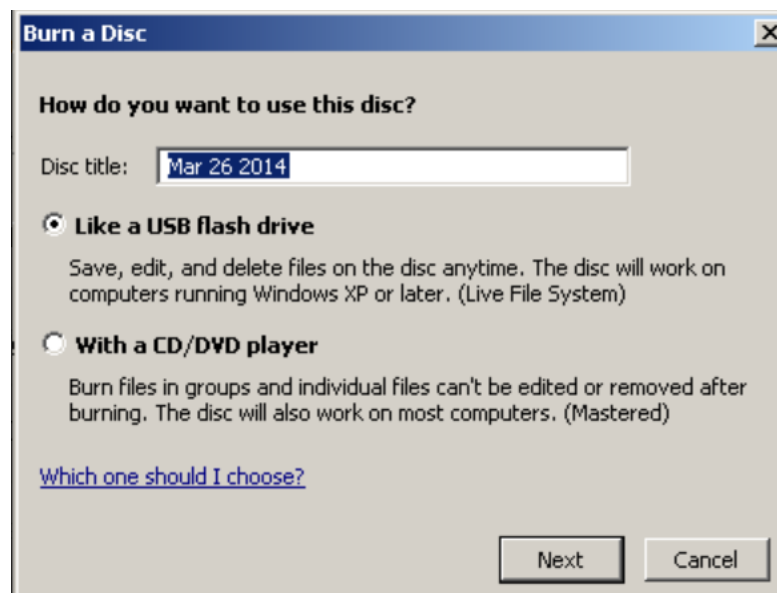 Burn a Disc
How do you want to use this disc?
Disc title: Mar 26 2014
Like a USB flash drive
Save, edit, and delete files on the disc anytime. The disc will work on
computers running Windows XP or later. (Live File System)
With a CD/DVD player
Burn files in groups and individual files can't be edited or removed after
burning. The disc will also work on most computers. (Mastered)
Which one should I choose?
Next Cancel